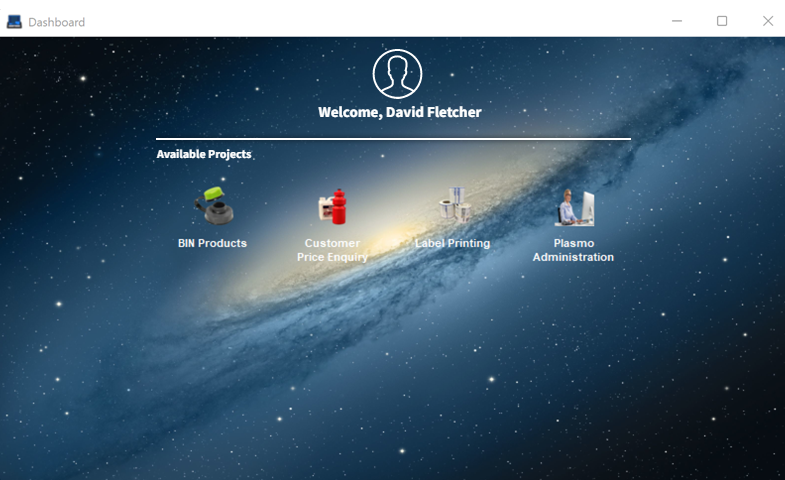 Dashboard
Welcome, David Fletcher
Available Projects
BIN Products
Customer
Price Enquiry
Label Printing
Plasmo
Administration